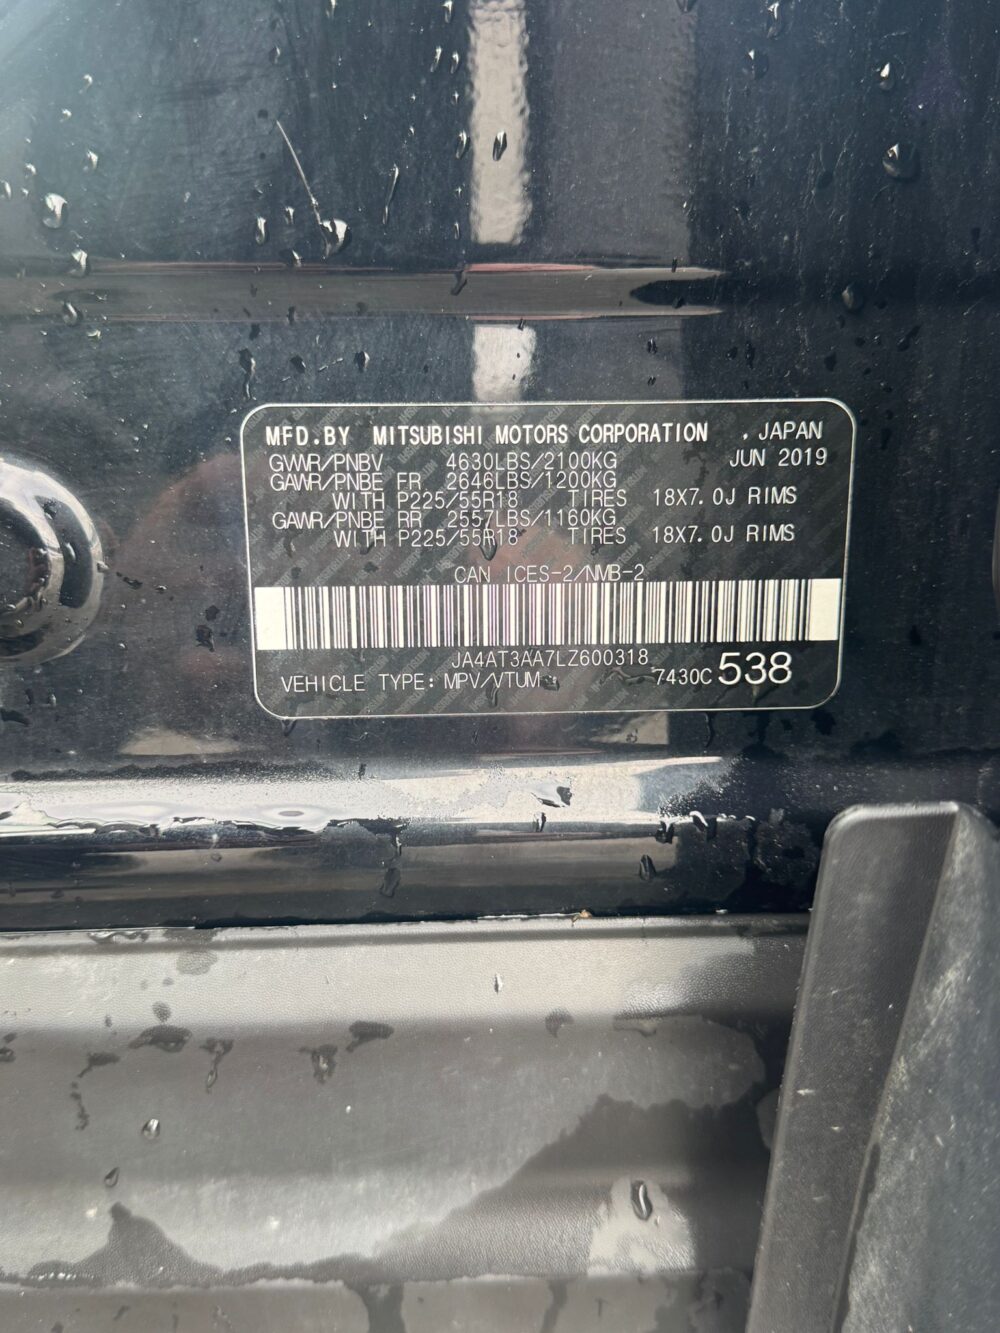 MFD.BY MITSUBISHI MOTORS CORPORATION , JAPAN
GVWR/PNBV 4630LBS/2100KG JUN 2019
GAWR/PNBE FR 2646LBS/1200KG
WITH P225/55R18 TIRES 18X7.0J RIMS
GAWR/PNBE RR 2557LBS/1160KG
WITH P225/55R18 TIRES 18X7.0J RIMS
CAN ICES-2/NMB-2
JA4AT3AA7LZ600318
VEHICLE TYPE: MPV/VTUM 7430C 538